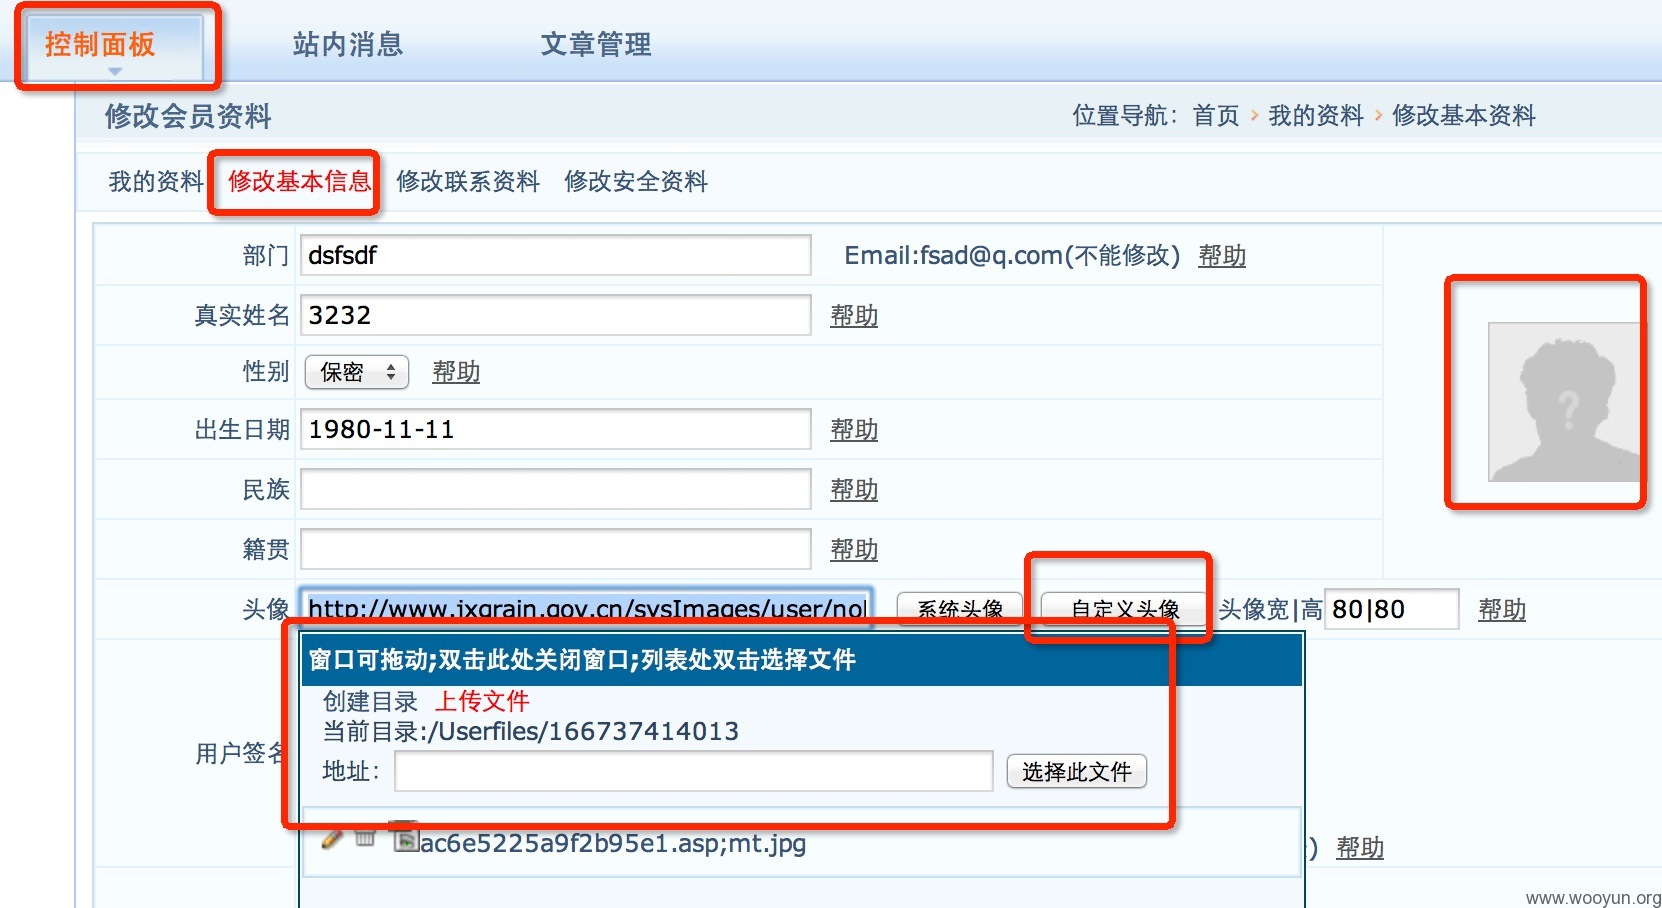 控制面板 站内消息 文章管理
修改会员资料 位置导航：首页 › 我的资料 › 修改基本资料
我的资料 修改基本信息 修改联系资料 修改安全资料
部门 dsfsdf Email:fsad@q.com(不能修改) 帮助
真实姓名 3232 帮助
性别 保密 帮助
出生日期 1980-11-11 帮助
民族 帮助
籍贯 帮助
头像 http://www.jxgrain.gov.cn/sysImages/user/no 系统头像 自定义头像 头像宽|高 80|80 帮助
窗口可拖动;双击此处关闭窗口;列表处双击选择文件
创建目录 上传文件
当前目录:/Userfiles/166737414013
用户签名
地址： 选择此文件
ac6e5225a9f2b95e1.asp;mt.jpg
) 帮助
www.wooyun.org